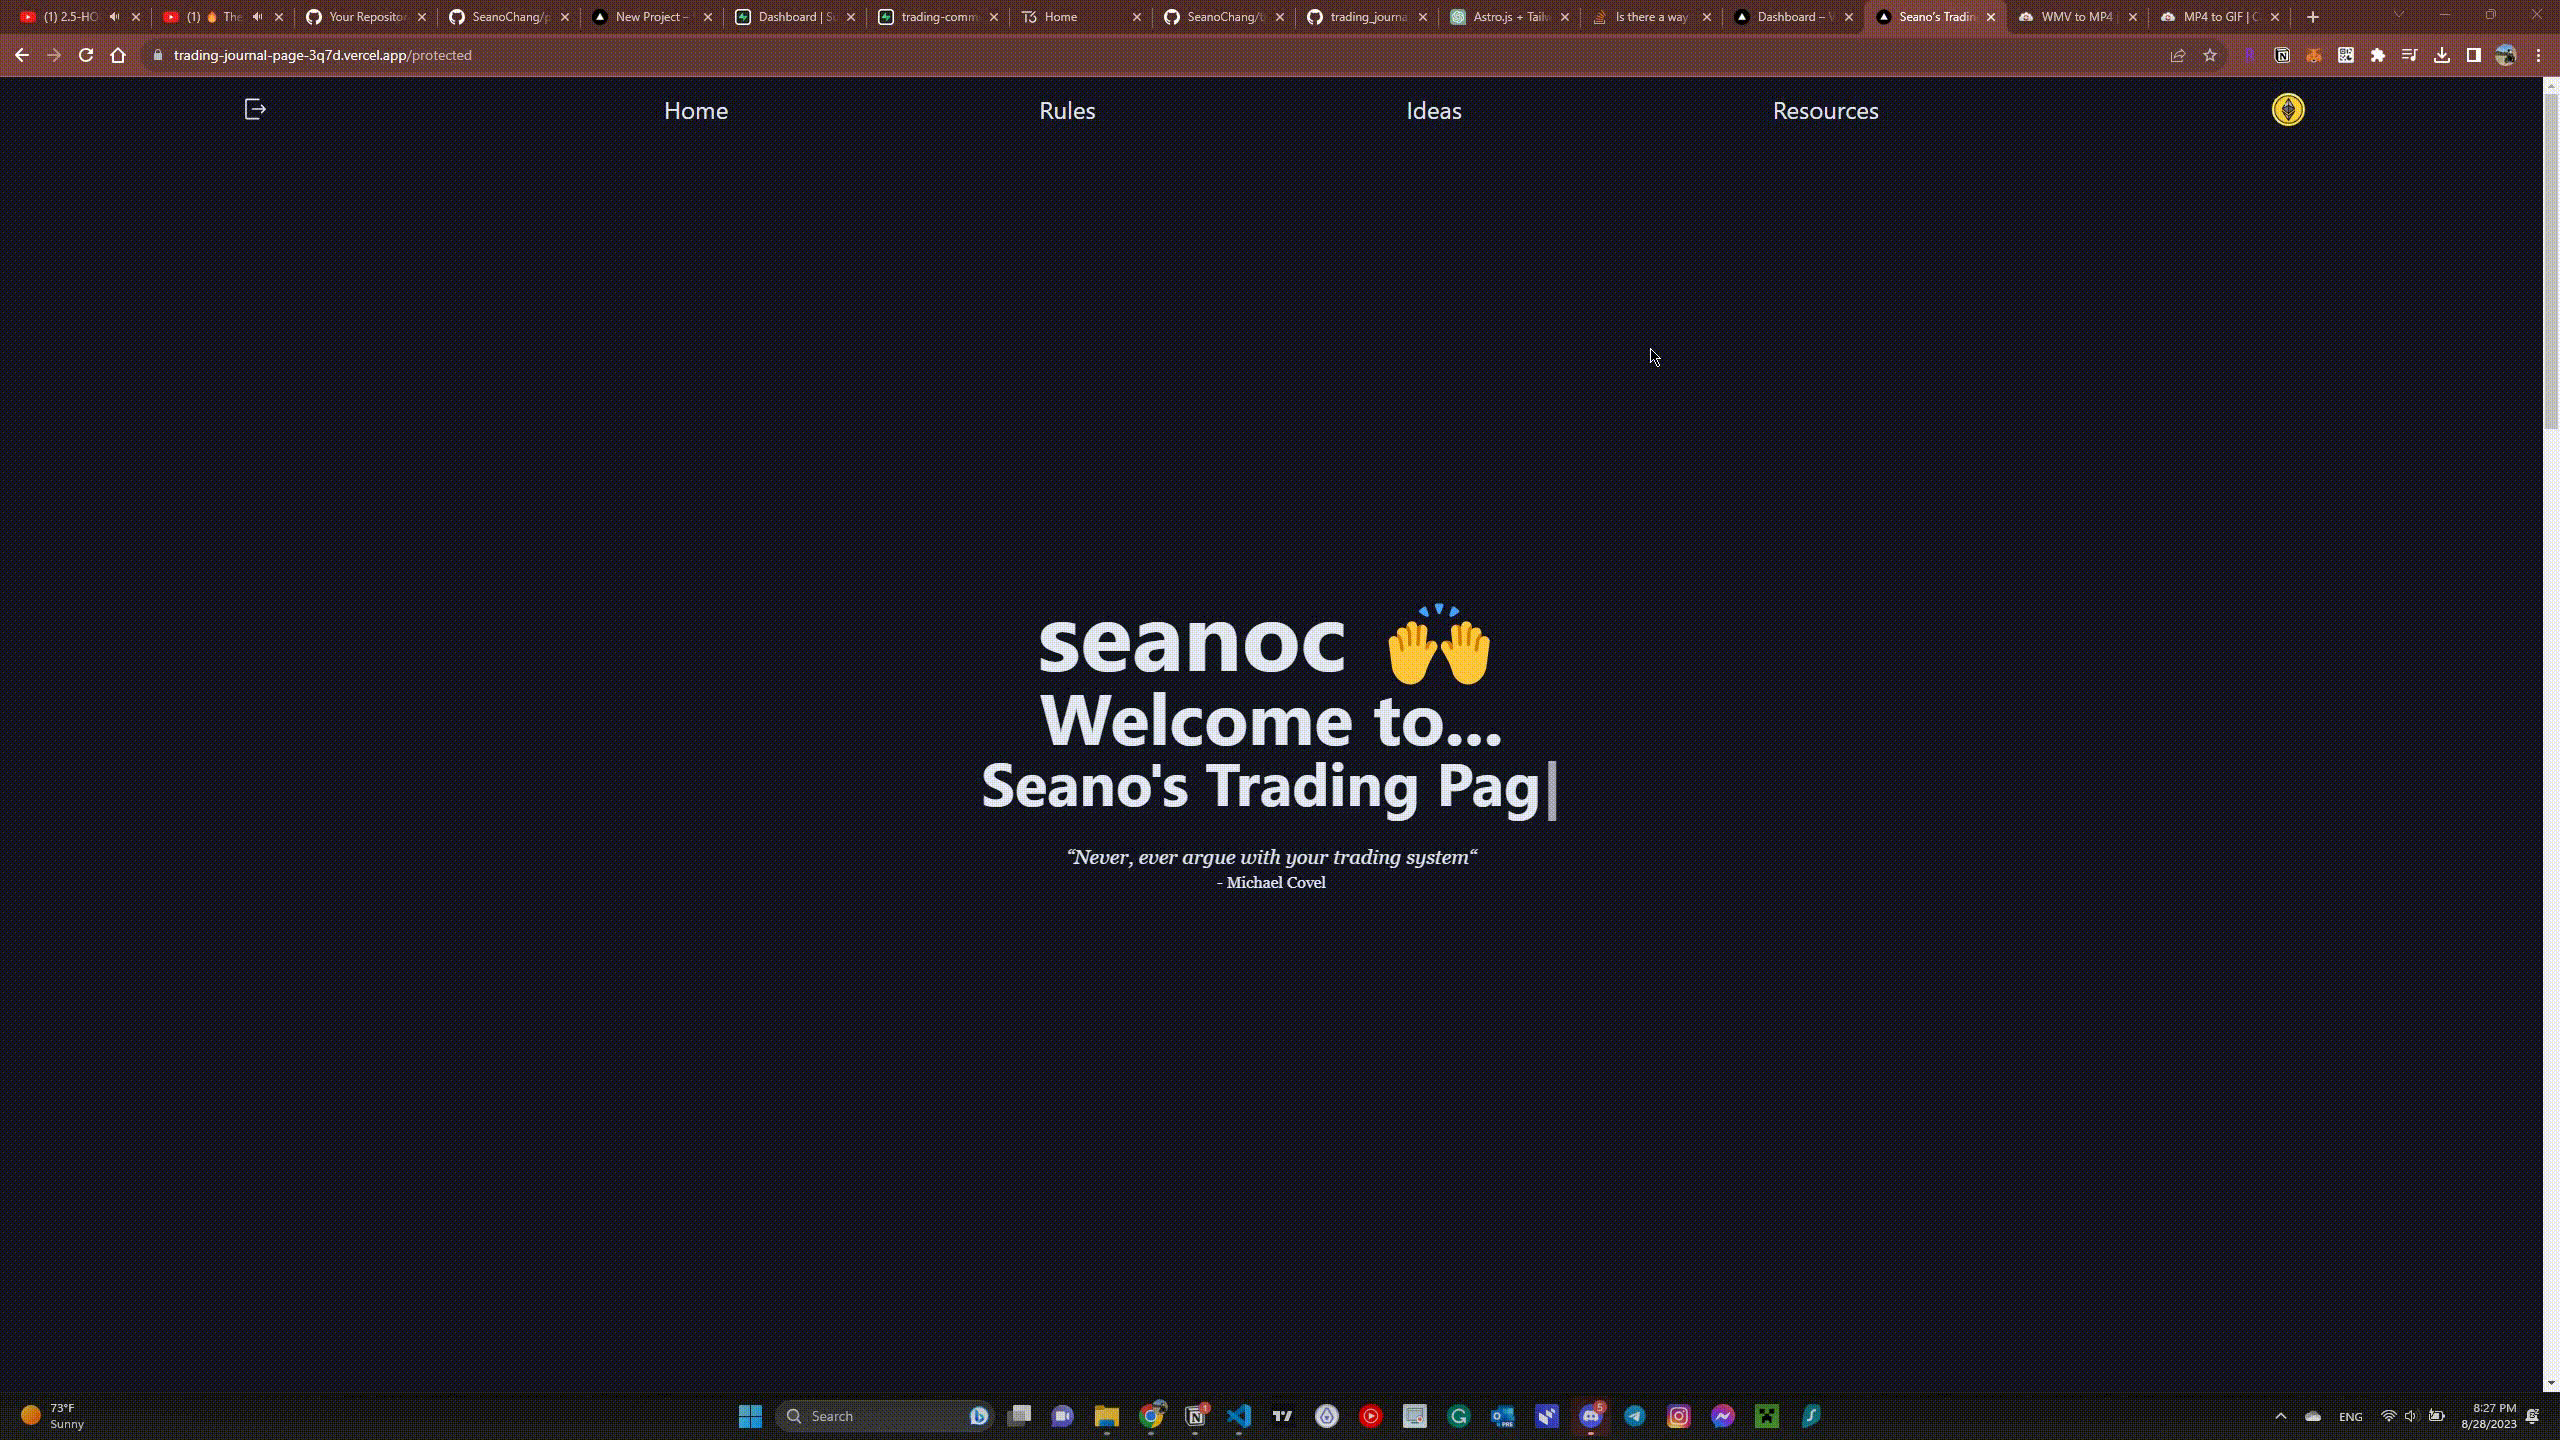 (1) 2.5-HO
(1) 🔥 The
Your Repositor
SeanoChang/p
New Project –
Dashboard | Su
trading-comm
Home
SeanoChang/
trading_journa
Astro.js + Tailw
Is there a way
Dashboard – V
Seano's Tradin
WMV to MP4 |
MP4 to GIF | C
trading-journal-page-3q7d.vercel.app/protected
Home
Rules
Ideas
Resources
seanoc 🙌
Welcome to...
Seano's Trading Pag|
“Never, ever argue with your trading system“
- Michael Covel
73°F
Sunny
Search
ENG
8:27 PM
8/28/2023